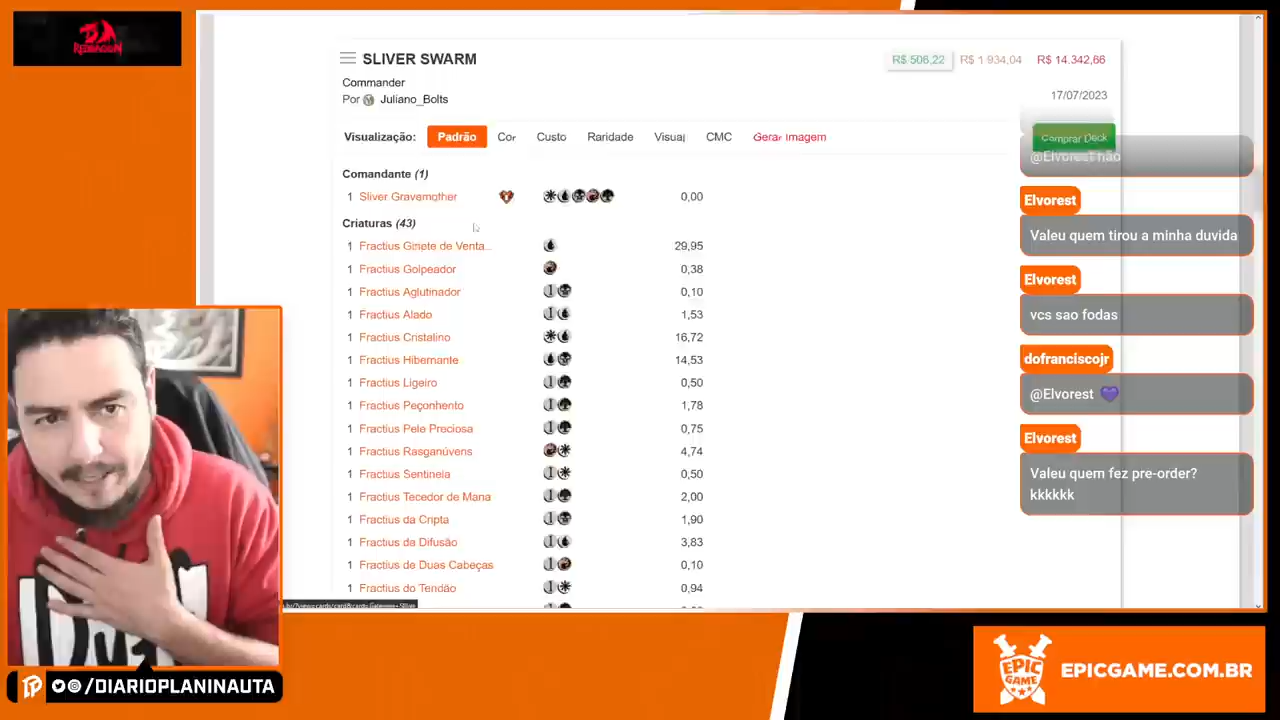 REDRAGON
SLIVER SWARM
R$ 506,22
R$ 1 934,04
R$ 14.342,66
Commander
Por Juliano_Bolts
17/07/2023
Visualização:
Padrão
Cor
Custo
Raridade
Visual
CMC
Gerar Imagem
Comprar Deck
Comandante (1)
1 Sliver Gravemother 0,00
Criaturas (43)
1 Fractius Ginete de Venta... 29,95
1 Fractius Golpeador 0,38
1 Fractius Aglutinador 0,10
1 Fractius Alado 1,53
1 Fractius Cristalino 16,72
1 Fractius Hibernante 14,53
1 Fractius Ligeiro 0,50
1 Fractius Peçonhento 1,78
1 Fractius Pele Preciosa 0,75
1 Fractius Rasganúvens 4,74
1 Fractius Sentinela 0,50
1 Fractius Tecedor de Mana 2,00
1 Fractius da Cripta 1,90
1 Fractius de Difusão 3,83
1 Fractius de Duas Cabeças 0,10
1 Fractius do Tendão 0,94
Elvorest
Valeu quem tirou a minha duvida
Elvorest
vcs sao fodas
dofranciscojr
@Elvorest 💜
Elvorest
Valeu quem fez pre-order?
kkkkkk
/DIARIOPLANINAUTA
EPIC
GAME
EPICGAME.COM.BR